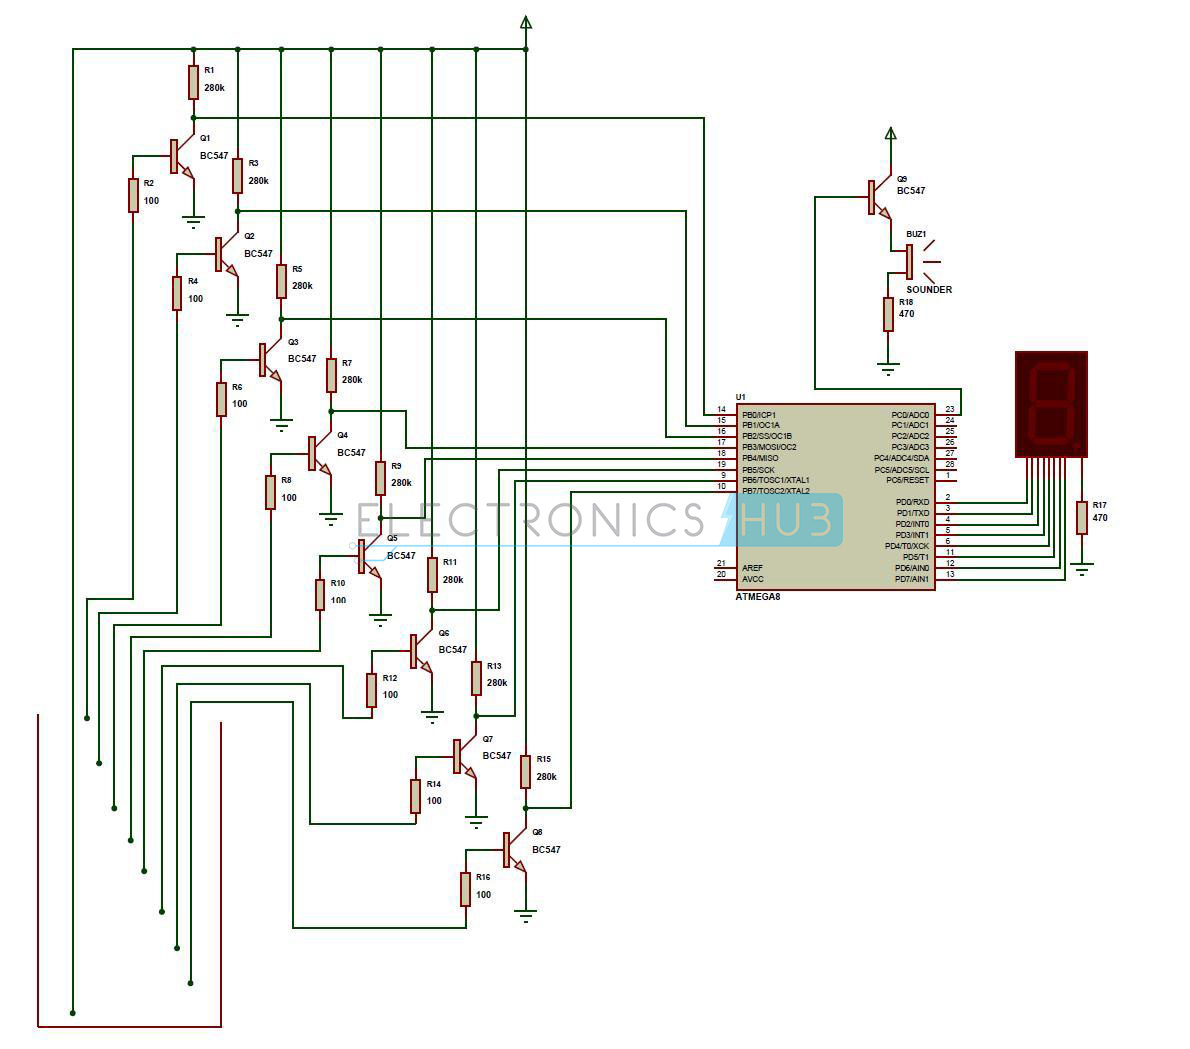 R1
280k
Q1
BC547
R2
100
R3
280k
Q2
BC547
R4
100
R5
280k
Q3
BC547
R6
100
R7
280k
Q4
BC547
R8
100
R9
280k
Q5
BC547
R10
100
R11
280k
Q6
BC547
R12
100
R13
280k
Q7
BC547
R14
100
R15
280k
Q8
BC547
R16
100
ELECTRONICS HUB
Q9
BC547
BUZ1
SOUNDER
R18
470
U1
14 PB0/ICP1
15 PB1/OC1A
16 PB2/SS/OC1B
17 PB3/MOSI/OC2
18 PB4/MISO
19 PB5/SCK
9 PB6/TOSC1/XTAL1
10 PB7/TOSC2/XTAL2
21 AREF
20 AVCC
PC0/ADC0 23
PC1/ADC1 24
PC2/ADC2 25
PC3/ADC3 26
PC4/ADC4/SDA 27
PC5/ADC5/SCL 28
PC6/RESET 1
PD0/RXD 2
PD1/TXD 3
PD2/INT0 4
PD3/INT1 5
PD4/T0/XCK 6
PD5/T1 11
PD6/AIN0 12
PD7/AIN1 13
ATMEGA8
R17
470